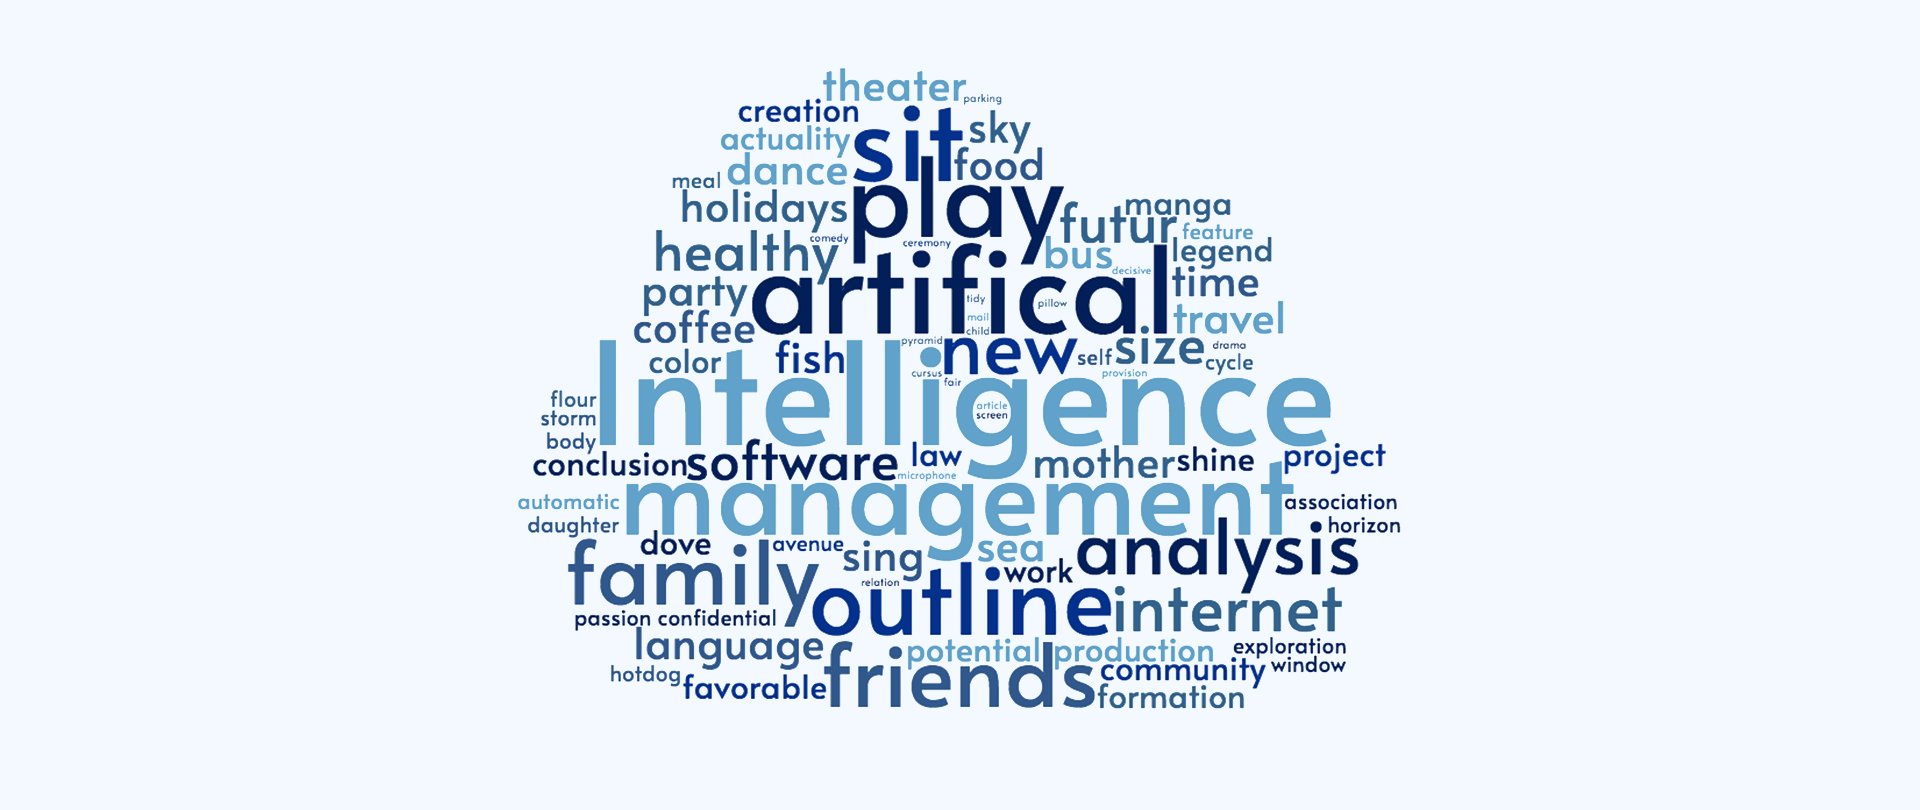 theater
parking
creation
sit
sky
actuality
food
dance
meal
play
holidays
manga
futur
feature
comedy
ceremony
healthy
bus
legend
decisive
artifical
time
party
tidy
pillow
mail
travel
coffee
child
pyramid
new
size
drama
color
fish
self
cycle
cursus
fair
provision
Intelligence
flour
article
screen
storm
body
law
conclusion
software
mother
shine
project
microphone
management
automatic
association
daughter
horizon
dove
avenue
sing
sea
analysis
family
work
relation
outline
internet
passion
confidential
language
potential
production
exploration
friends
community
window
hotdog
favorable
formation